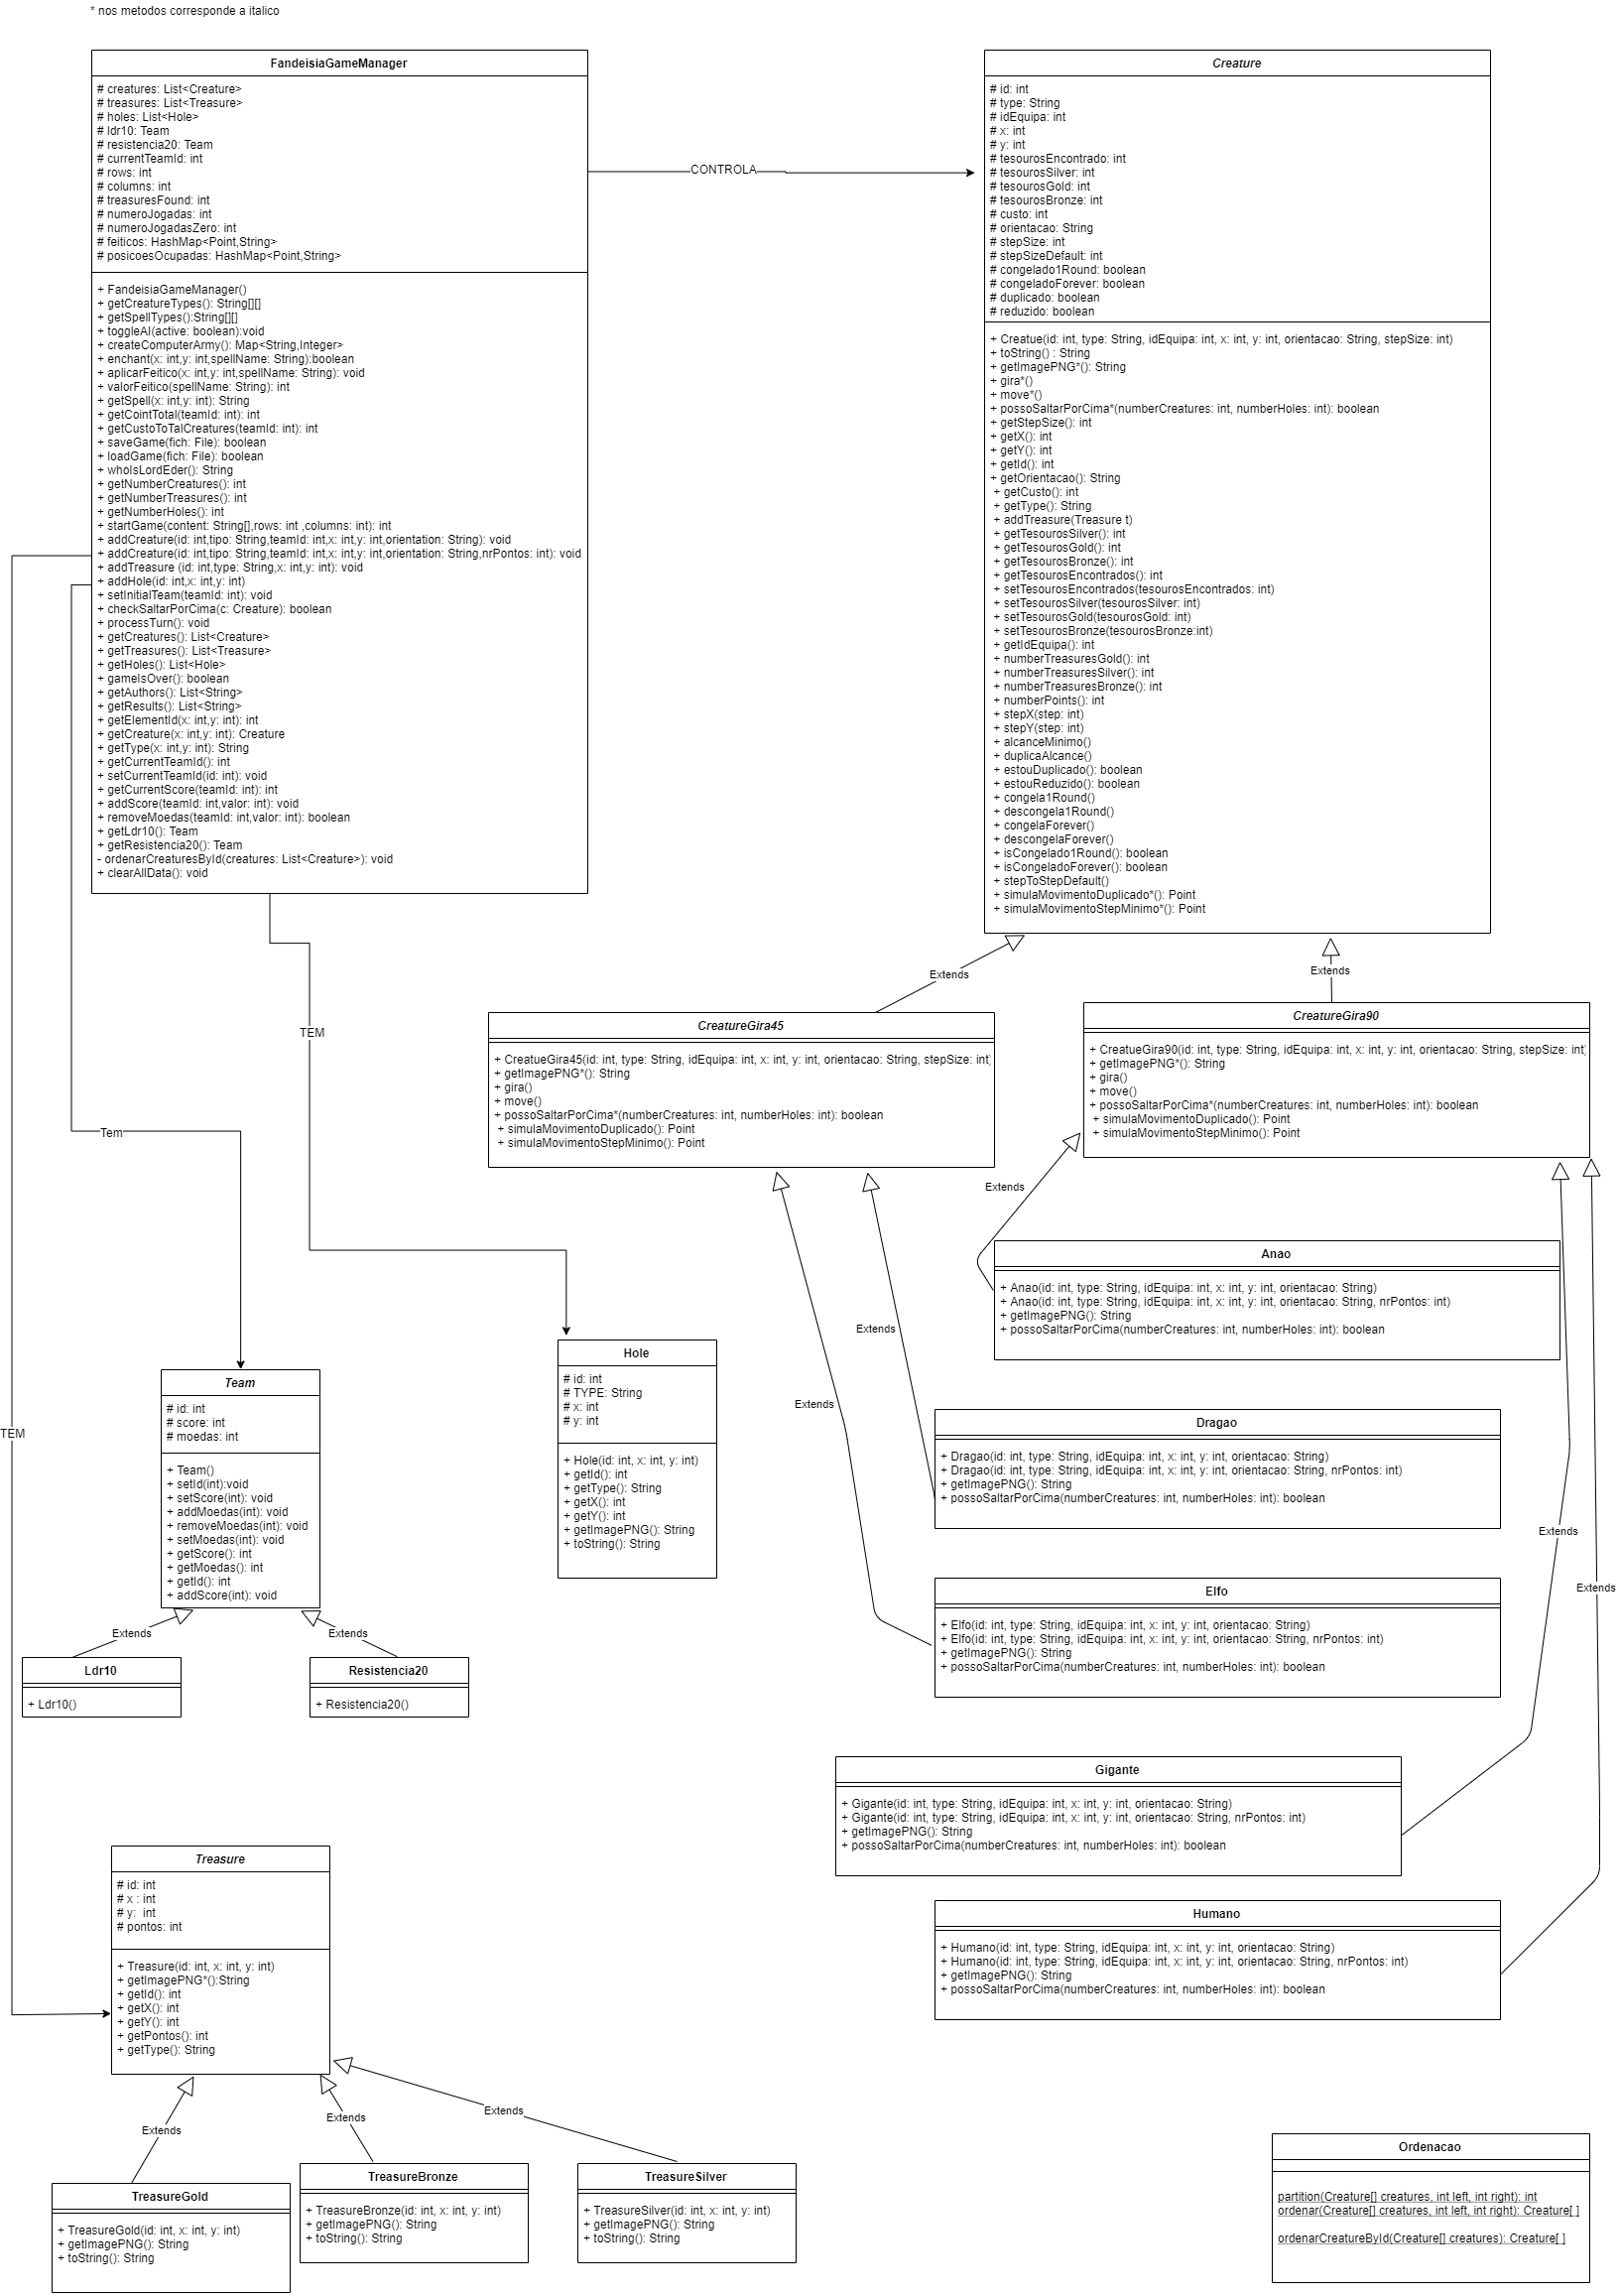 * nos metodos corresponde a italico
FandeisiaGameManager
# creatures: List<Creature>
# treasures: List<Treasure>
# holes: List<Hole>
# ldr10: Team
# resistencia20: Team
# currentTeamId: int
# rows: int
# columns: int
# treasuresFound: int
# numeroJogadas: int
# numeroJogadasZero: int
# feiticos: HashMap<Point,String>
# posicoesOcupadas: HashMap<Point,String>
+ FandeisiaGameManager()
+ getCreatureTypes(): String[][]
+ getSpellTypes():String[][]
+ toggleAI(active: boolean):void
+ createComputerArmy(): Map<String,Integer>
+ enchant(x: int,y: int,spellName: String):boolean
+ aplicarFeitico(x: int,y: int,spellName: String): void
+ valorFeitico(spellName: String): int
+ getSpell(x: int,y: int): String
+ getCointTotal(teamId: int): int
+ getCustoToTalCreatures(teamId: int): int
+ saveGame(fich: File): boolean
+ loadGame(fich: File): boolean
+ whoIsLordEder(): String
+ getNumberCreatures(): int
+ getNumberTreasures(): int
+ getNumberHoles(): int
+ startGame(content: String[],rows: int ,columns: int): int
+ addCreature(id: int,tipo: String,teamId: int,x: int,y: int,orientation: String): void
+ addCreature(id: int,tipo: String,teamId: int,x: int,y: int,orientation: String,nrPontos: int): void
+ addTreasure (id: int,type: String,x: int,y: int): void
+ addHole(id: int,x: int,y: int)
+ setInitialTeam(teamId: int): void
+ checkSaltarPorCima(c: Creature): boolean
+ processTurn(): void
+ getCreatures(): List<Creature>
+ getTreasures(): List<Treasure>
+ getHoles(): List<Hole>
+ gameIsOver(): boolean
+ getAuthors(): List<String>
+ getResults(): List<String>
+ getElementId(x: int,y: int): int
+ getCreature(x: int,y: int): Creature
+ getType(x: int,y: int): String
+ getCurrentTeamId(): int
+ setCurrentTeamId(id: int): void
+ getCurrentScore(teamId: int): int
+ addScore(teamId: int,valor: int): void
+ removeMoedas(teamId: int,valor: int): boolean
+ getLdr10(): Team
+ getResistencia20(): Team
- ordenarCreaturesById(creatures: List<Creature>): void
+ clearAllData(): void
CONTROLA
Creature
# id: int
# type: String
# idEquipa: int
# x: int
# y: int
# tesourosEncontrado: int
# tesourosSilver: int
# tesourosGold: int
# tesourosBronze: int
# custo: int
# orientacao: String
# stepSize: int
# stepSizeDefault: int
# congelado1Round: boolean
# congeladoForever: boolean
# duplicado: boolean
# reduzido: boolean
+ Creatue(id: int, type: String, idEquipa: int, x: int, y: int, orientacao: String, stepSize: int)
+ toString() : String
+ getImagePNG*(): String
+ gira*()
+ move*()
+ possoSaltarPorCima*(numberCreatures: int, numberHoles: int): boolean
+ getStepSize(): int
+ getX(): int
+ getY(): int
+ getId(): int
+ getOrientacao(): String
+ getCusto(): int
+ getType(): String
+ addTreasure(Treasure t)
+ getTesourosSilver(): int
+ getTesourosGold(): int
+ getTesourosBronze(): int
+ getTesourosEncontrados(): int
+ setTesourosEncontrados(tesourosEncontrados: int)
+ setTesourosSilver(tesourosSilver: int)
+ setTesourosGold(tesourosGold: int)
+ setTesourosBronze(tesourosBronze:int)
+ getIdEquipa(): int
+ numberTreasuresGold(): int
+ numberTreasuresSilver(): int
+ numberTreasuresBronze(): int
+ numberPoints(): int
+ stepX(step: int)
+ stepY(step: int)
+ alcanceMinimo()
+ duplicaAlcance()
+ estouDuplicado(): boolean
+ estouReduzido(): boolean
+ congela1Round()
+ descongela1Round()
+ congelaForever()
+ descongelaForever()
+ isCongelado1Round(): boolean
+ isCongeladoForever(): boolean
+ stepToStepDefault()
+ simulaMovimentoDuplicado*(): Point
+ simulaMovimentoStepMinimo*(): Point
Extends
Extends
CreatureGira45
+ CreatueGira45(id: int, type: String, idEquipa: int, x: int, y: int, orientacao: String, stepSize: int)
+ getImagePNG*(): String
+ gira()
+ move()
+ possoSaltarPorCima*(numberCreatures: int, numberHoles: int): boolean
+ simulaMovimentoDuplicado(): Point
+ simulaMovimentoStepMinimo(): Point
CreatureGira90
+ CreatueGira90(id: int, type: String, idEquipa: int, x: int, y: int, orientacao: String, stepSize: int)
+ getImagePNG*(): String
+ gira()
+ move()
+ possoSaltarPorCima*(numberCreatures: int, numberHoles: int): boolean
+ simulaMovimentoDuplicado(): Point
+ simulaMovimentoStepMinimo(): Point
TEM
Tem
TEM
Extends
Anao
+ Anao(id: int, type: String, idEquipa: int, x: int, y: int, orientacao: String)
+ Anao(id: int, type: String, idEquipa: int, x: int, y: int, orientacao: String, nrPontos: int)
+ getImagePNG(): String
+ possoSaltarPorCima(numberCreatures: int, numberHoles: int): boolean
Extends
Extends
Dragao
+ Dragao(id: int, type: String, idEquipa: int, x: int, y: int, orientacao: String)
+ Dragao(id: int, type: String, idEquipa: int, x: int, y: int, orientacao: String, nrPontos: int)
+ getImagePNG(): String
+ possoSaltarPorCima(numberCreatures: int, numberHoles: int): boolean
Extends
Extends
Elfo
+ Elfo(id: int, type: String, idEquipa: int, x: int, y: int, orientacao: String)
+ Elfo(id: int, type: String, idEquipa: int, x: int, y: int, orientacao: String, nrPontos: int)
+ getImagePNG(): String
+ possoSaltarPorCima(numberCreatures: int, numberHoles: int): boolean
Gigante
+ Gigante(id: int, type: String, idEquipa: int, x: int, y: int, orientacao: String)
+ Gigante(id: int, type: String, idEquipa: int, x: int, y: int, orientacao: String, nrPontos: int)
+ getImagePNG(): String
+ possoSaltarPorCima(numberCreatures: int, numberHoles: int): boolean
Humano
+ Humano(id: int, type: String, idEquipa: int, x: int, y: int, orientacao: String)
+ Humano(id: int, type: String, idEquipa: int, x: int, y: int, orientacao: String, nrPontos: int)
+ getImagePNG(): String
+ possoSaltarPorCima(numberCreatures: int, numberHoles: int): boolean
Hole
# id: int
# TYPE: String
# x: int
# y: int
+ Hole(id: int, x: int, y: int)
+ getId(): int
+ getType(): String
+ getX(): int
+ getY(): int
+ getImagePNG(): String
+ toString(): String
Team
# id: int
# score: int
# moedas: int
+ Team()
+ setId(int):void
+ setScore(int): void
+ addMoedas(int): void
+ removeMoedas(int): void
+ setMoedas(int): void
+ getScore(): int
+ getMoedas(): int
+ getId(): int
+ addScore(int): void
Extends
Extends
Ldr10
+ Ldr10()
Resistencia20
+ Resistencia20()
Treasure
# id: int
# x : int
# y:  int
# pontos: int
+ Treasure(id: int, x: int, y: int)
+ getImagePNG*():String
+ getId(): int
+ getX(): int
+ getY(): int
+ getPontos(): int
+ getType(): String
Extends
Extends
Extends
TreasureGold
+ TreasureGold(id: int, x: int, y: int)
+ getImagePNG(): String
+ toString(): String
TreasureBronze
+ TreasureBronze(id: int, x: int, y: int)
+ getImagePNG(): String
+ toString(): String
TreasureSilver
+ TreasureSilver(id: int, x: int, y: int)
+ getImagePNG(): String
+ toString(): String
Ordenacao
partition(Creature[] creatures, int left, int right): int
ordenar(Creature[] creatures, int left, int right): Creature[ ]
ordenarCreatureById(Creature[] creatures): Creature[ ]